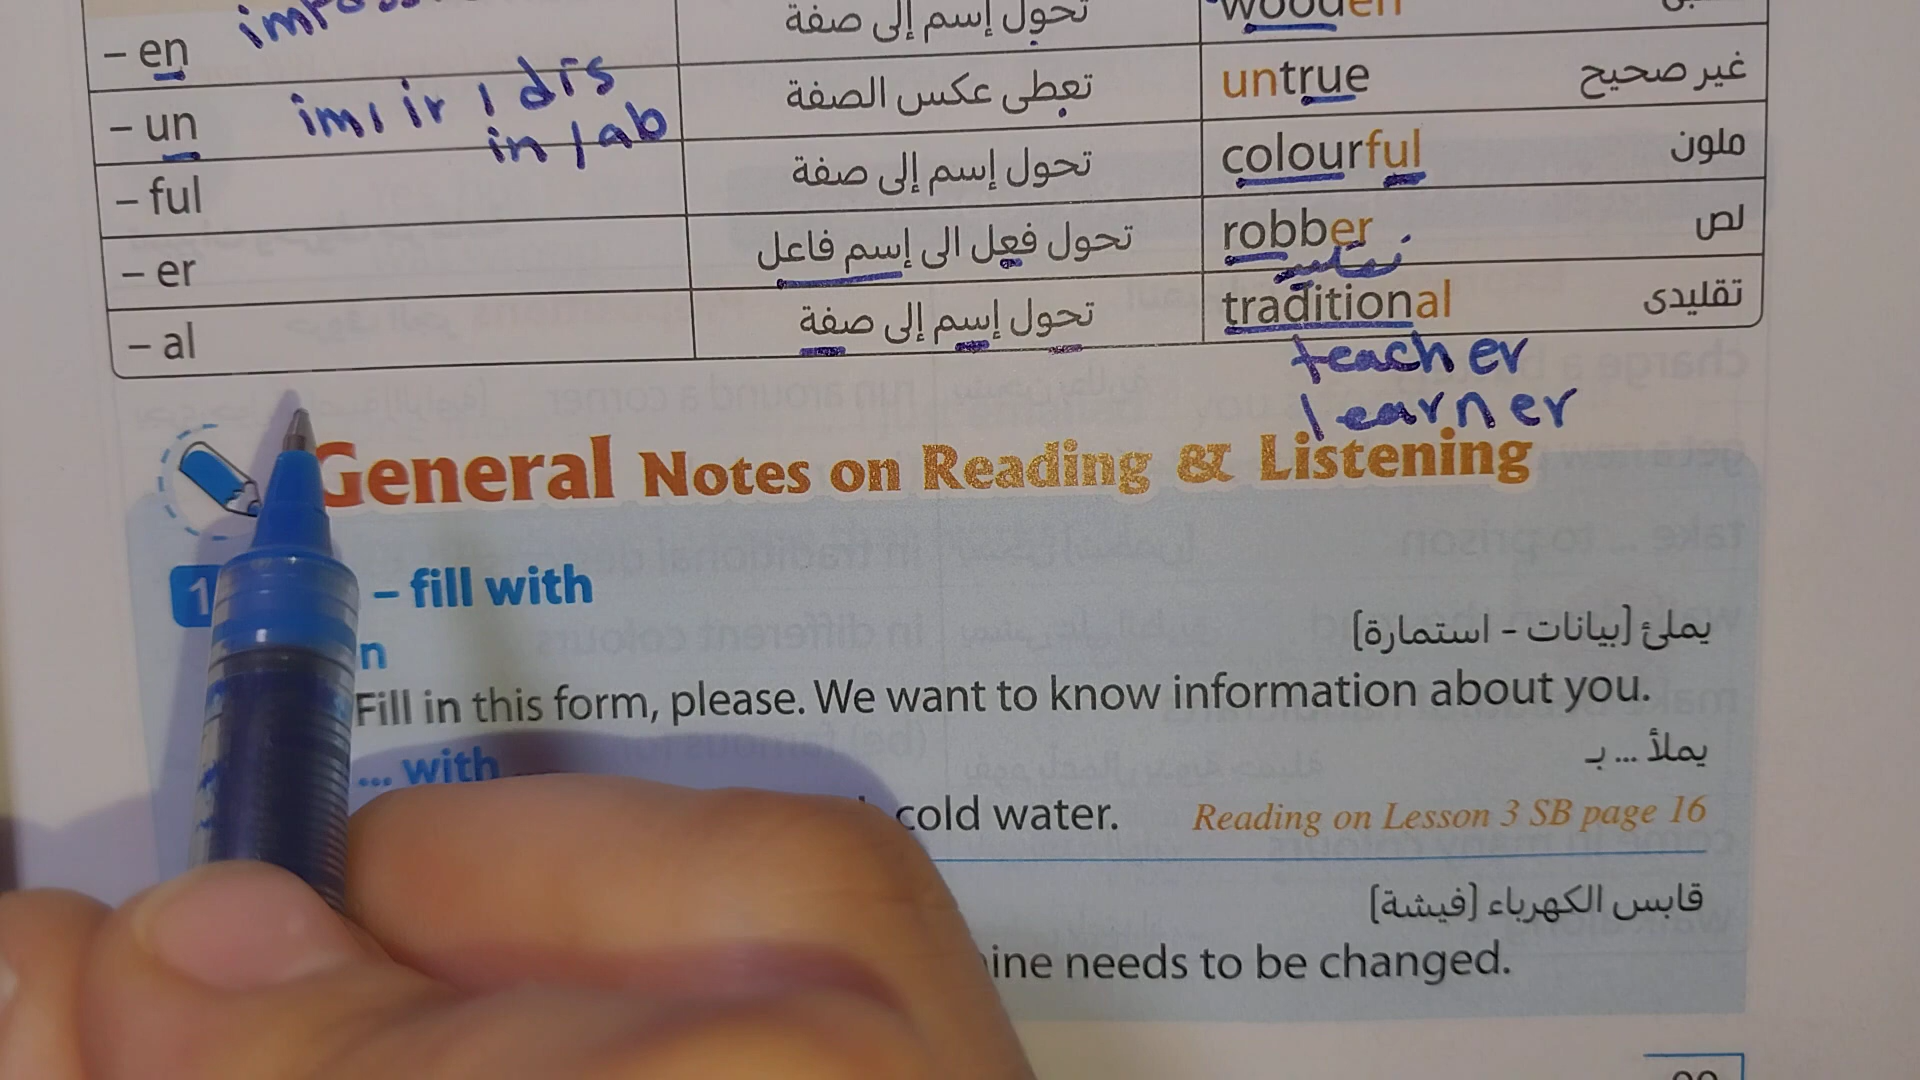 – en تحول إسم إلى صفة wooden
– un im, ir, dis تعطى عكس الصفة untrue غير صحيح
in / ab
– ful تحول إسم إلى صفة colourful ملون
– er تحول فعل الى إسم فاعل robber لص
– al تحول إسم إلى صفة traditional تقليدى
teacher
learner
General Notes on Reading & Listening
1 – fill with
n
يملئ [بيانات - استمارة]
Fill in this form, please. We want to know information about you.
... with ... يملأ ... بـ
cold water. Reading on Lesson 3 SB page 16
قابس الكهرباء [فيشة]
ine needs to be changed.